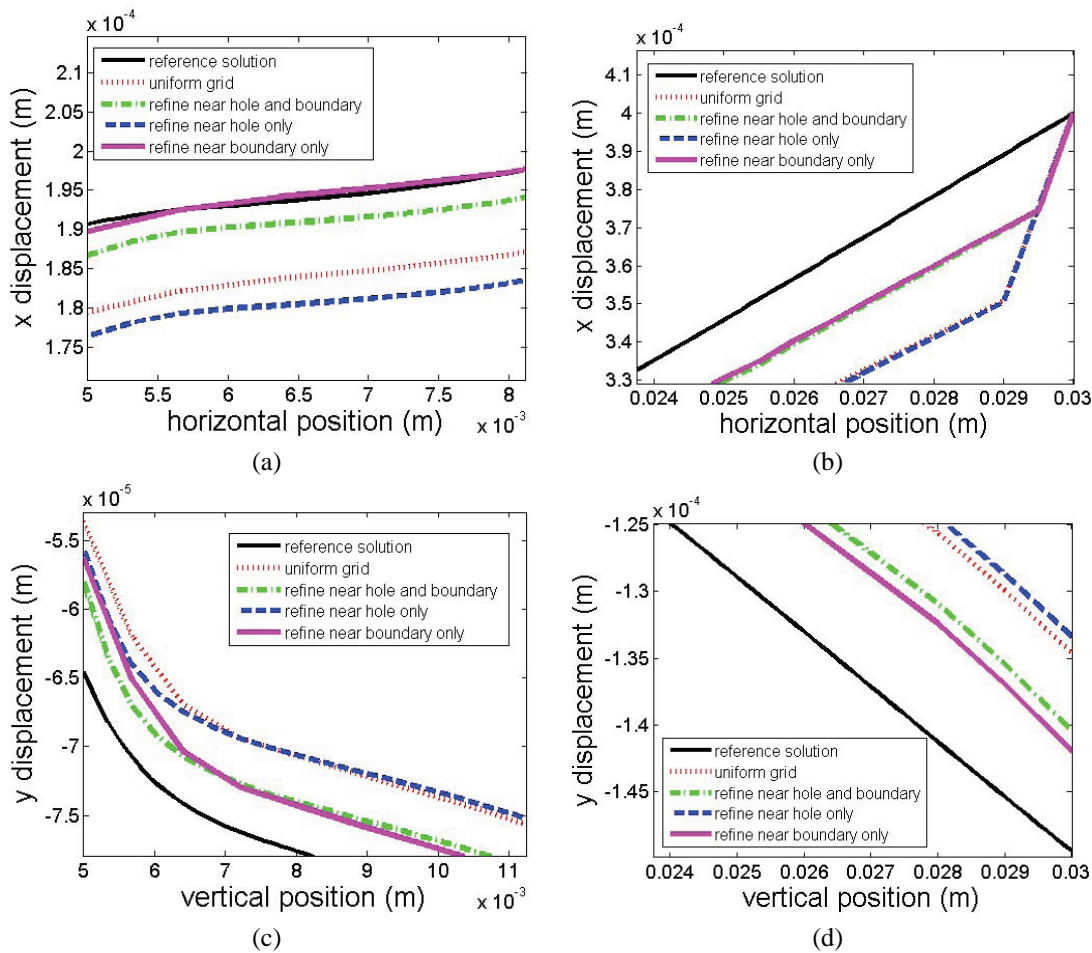 x 10-4
2.1
2.05
2
1.95
1.9
1.85
1.8
1.75
x displacement (m)
reference solution
uniform grid
refine near hole and boundary
refine near hole only
refine near boundary only
5 5.5 6 6.5 7 7.5 8
horizontal position (m) x 10-3
(a)
x 10-4
4.1
4
3.9
3.8
3.7
3.6
3.5
3.4
3.3
x displacement (m)
reference solution
uniform grid
refine near hole and boundary
refine near hole only
refine near boundary only
0.024 0.025 0.026 0.027 0.028 0.029 0.03
horizontal position (m)
(b)
x 10-5
-5.5
-6
-6.5
-7
-7.5
y displacement (m)
reference solution
uniform grid
refine near hole and boundary
refine near hole only
refine near boundary only
5 6 7 8 9 10 11
vertical position (m) x 10-3
(c)
x 10-4
-1.25
-1.3
-1.35
-1.4
-1.45
y displacement (m)
reference solution
uniform grid
refine near hole and boundary
refine near hole only
refine near boundary only
0.024 0.025 0.026 0.027 0.028 0.029 0.03
vertical position (m)
(d)